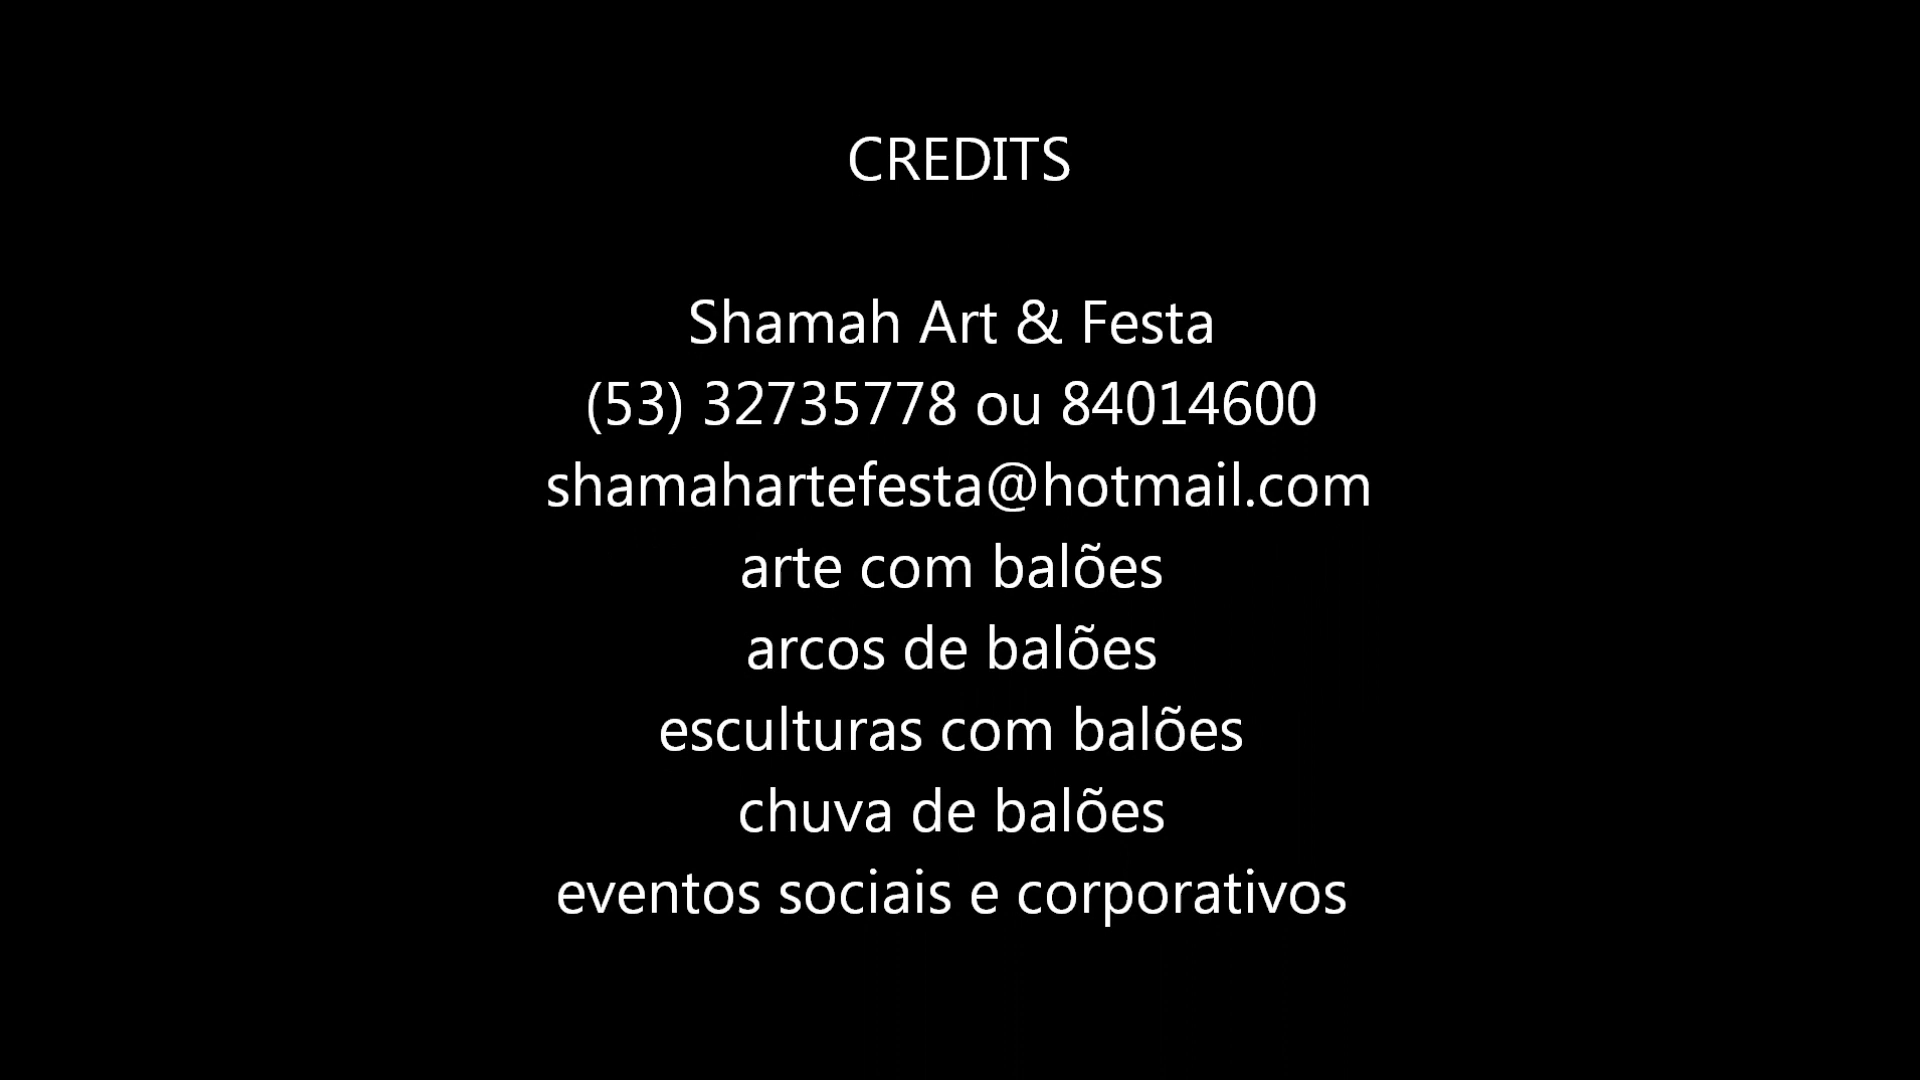 CREDITS
Shamah Art & Festa
(53) 32735778 ou 84014600
shamahartefesta@hotmail.com
arte com balões
arcos de balões
esculturas com balões
chuva de balões
eventos sociais e corporativos